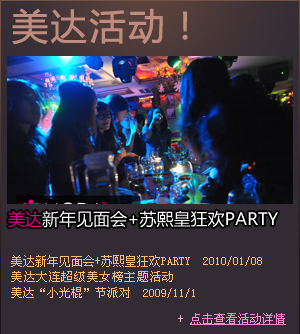 美达活动！
美达新年见面会+苏熙皇狂欢PARTY
美达新年见面会+苏熙皇狂欢PARTY 2010/01/08
美达大连超级美女榜主题活动
美达“小光棍”节派对 2009/11/1
+ 点击查看活动详情